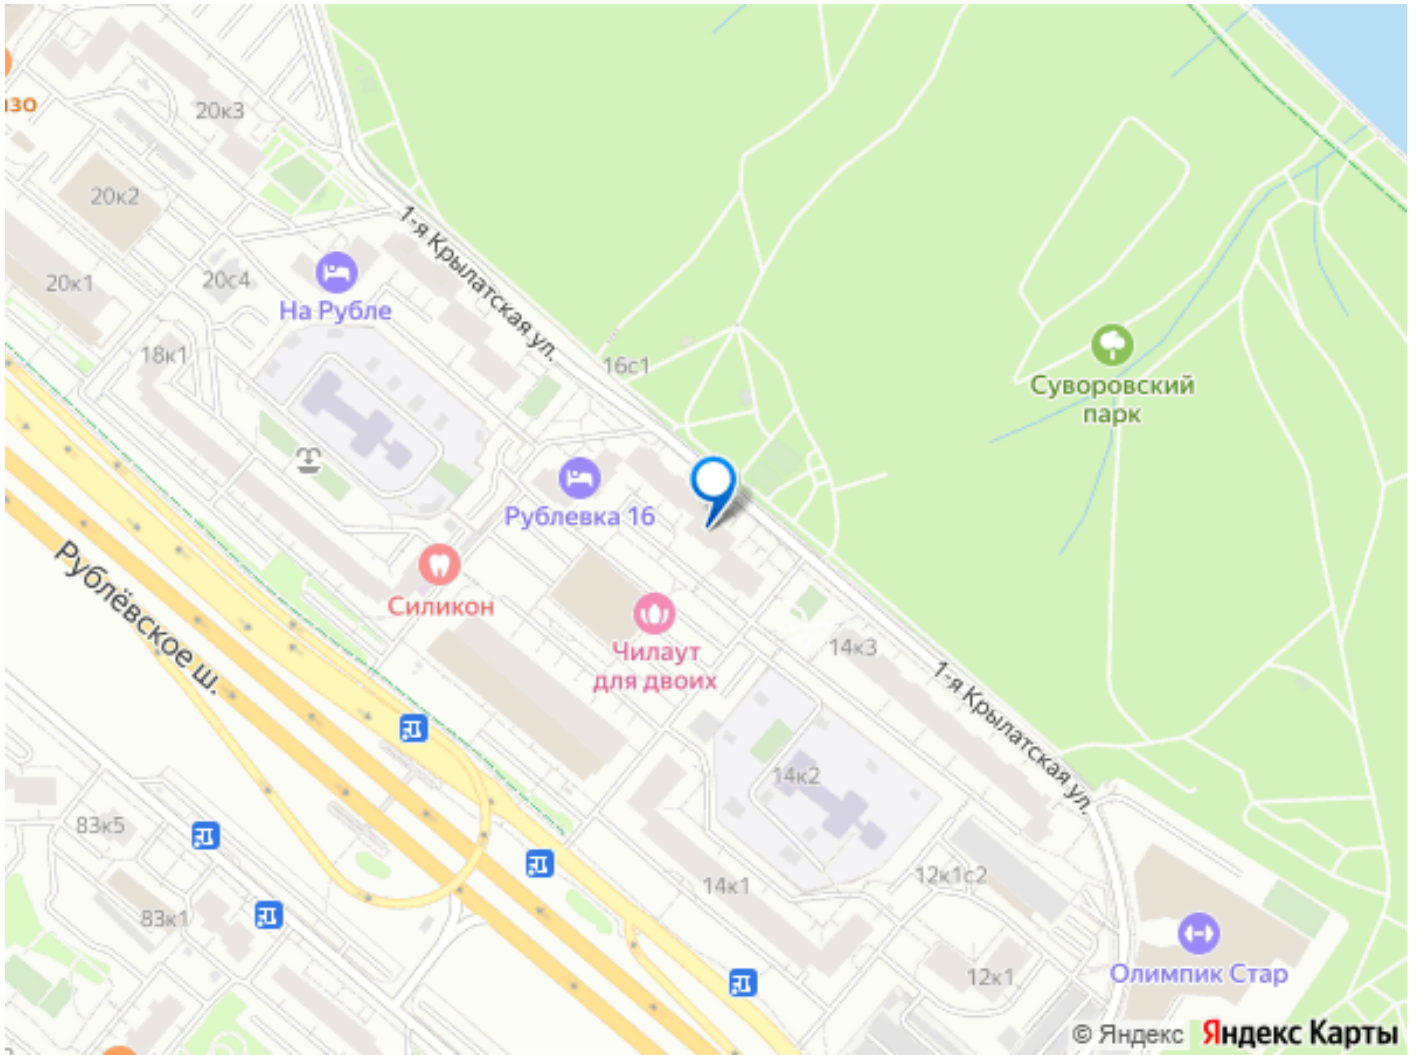 20к3
изо
20к2
1-я Крылатская ул.
20к1
20с4
На Рубле
18к1
16с1
Суворовский
парк
Рублевка 16
Силикон
Рублёвское ш.
Чилаут
для двоих
14к3
1-я Крылатская ул.
14к2
83к5
14к1
12к1с2
83к1
12к1
Олимпик Стар
© Яндекс Яндекс Карты